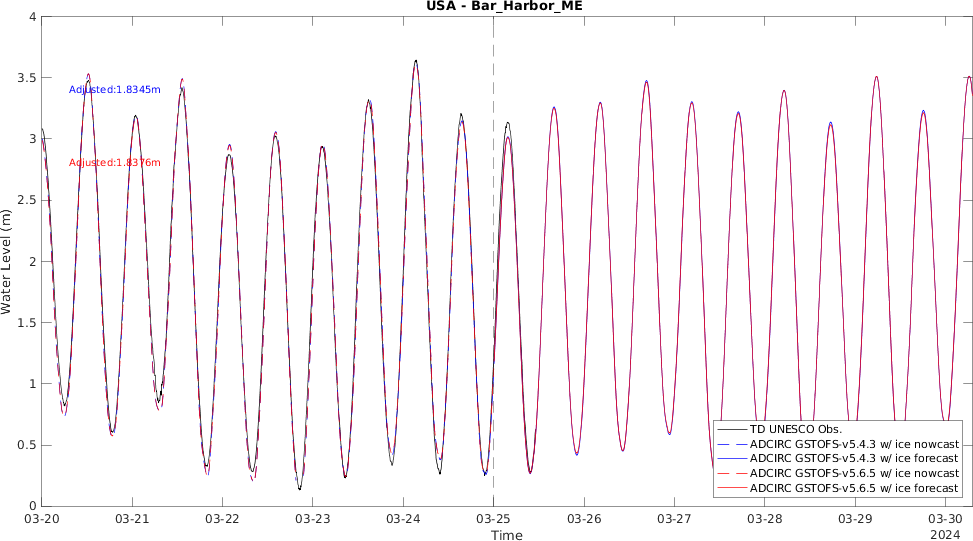 USA - Bar_Harbor_ME
4
3.5
3
2.5
2
1.5
1
0.5
0
Water Level (m)
Adjusted:1.8345m
Adjusted:1.8376m
TD UNESCO Obs.
ADCIRC GSTOFS-v5.4.3 w/ ice nowcast
ADCIRC GSTOFS-v5.4.3 w/ ice forecast
ADCIRC GSTOFS-v5.6.5 w/ ice nowcast
ADCIRC GSTOFS-v5.6.5 w/ ice forecast
03-20 03-21 03-22 03-23 03-24 03-25 03-26 03-27 03-28 03-29 03-30
Time
2024